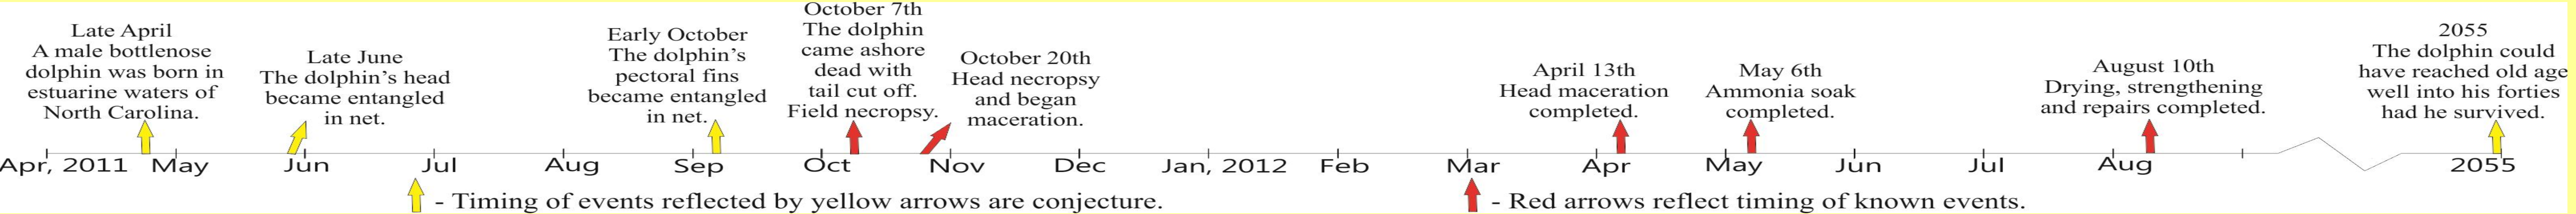 Late April
A male bottlenose
dolphin was born in
estuarine waters of
North Carolina.
Late June
The dolphin's head
became entangled
in net.
Early October
The dolphin's
pectoral fins
became entangled
in net.
October 7th
The dolphin
came ashore
dead with
tail cut off.
Field necropsy.
October 20th
Head necropsy
and began
maceration.
April 13th
Head maceration
completed.
May 6th
Ammonia soak
completed.
August 10th
Drying, strengthening
and repairs completed.
2055
The dolphin could
have reached old age
well into his forties
had he survived.
Apr, 2011 May Jun Jul Aug Sep Oct Nov Dec Jan, 2012 Feb Mar Apr May Jun Jul Aug 2055
- Timing of events reflected by yellow arrows are conjecture.
- Red arrows reflect timing of known events.